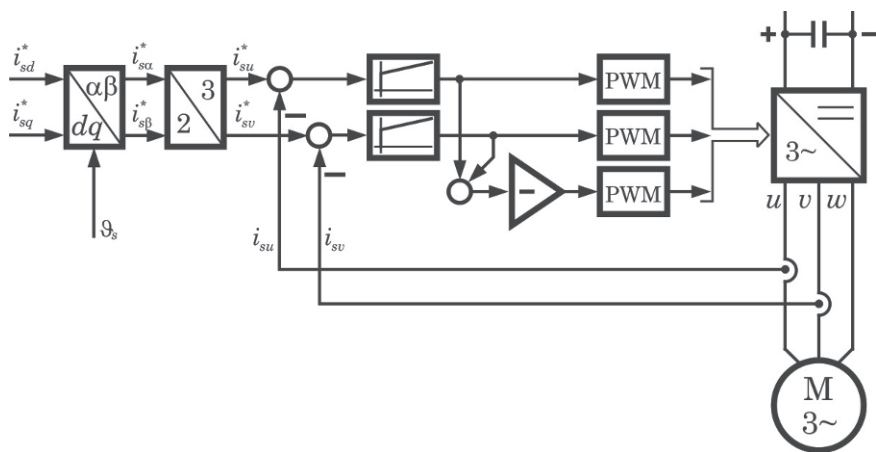 + −
i*sd i*sα i*su
αβ 3 PWM
i*sq i*sβ i*sv
dq 2 − PWM 3~
− − PWM u v w
ϑs isu isv
M
3~